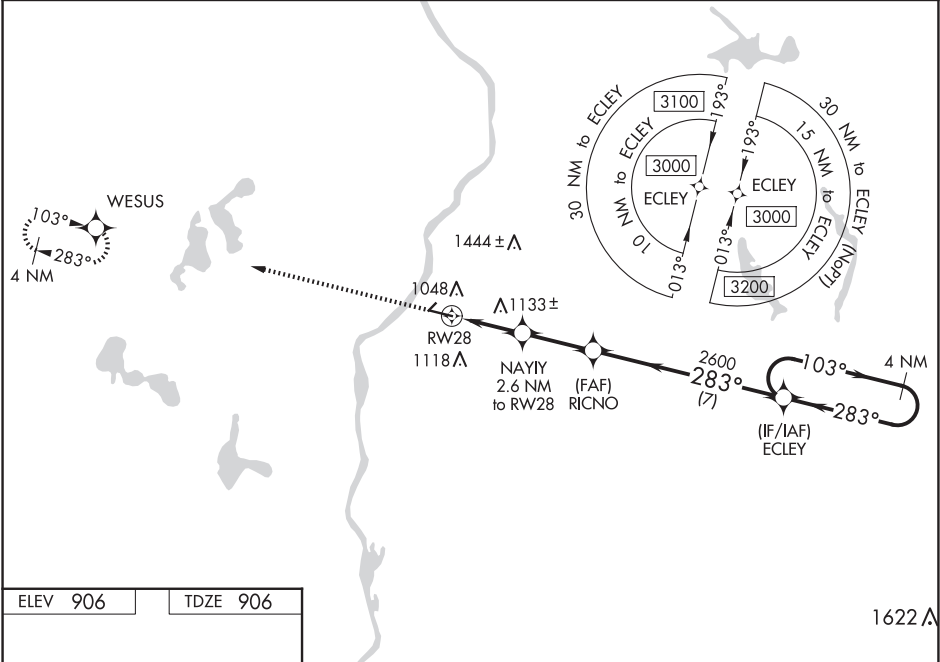 WESUS
103°
283°
4 NM
30 NM to ECLEY
3100
193°
10 NM to ECLEY
3000
ECLEY
013°
30 NM to ECLEY (NoPT)
15 NM to ECLEY
193°
ECLEY
3000
013°
3200
1444 ±
1048
1133 ±
RW28
1118
NAYIY
2.6 NM
to RW28
(FAF)
RICNO
2600
283°
(7)
103°
4 NM
283°
(IF/IAF)
ECLEY
ELEV 906
TDZE 906
1622